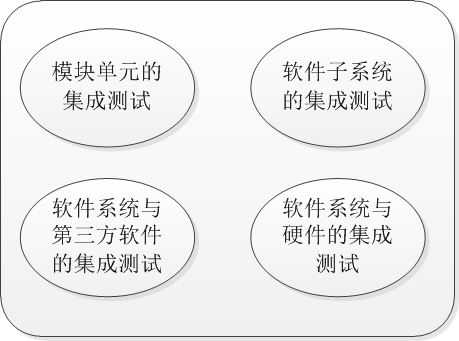 模块单元的
集成测试
软件子系统
的集成测试
软件系统与
第三方软件
的集成测试
软件系统与
硬件的集成
测试